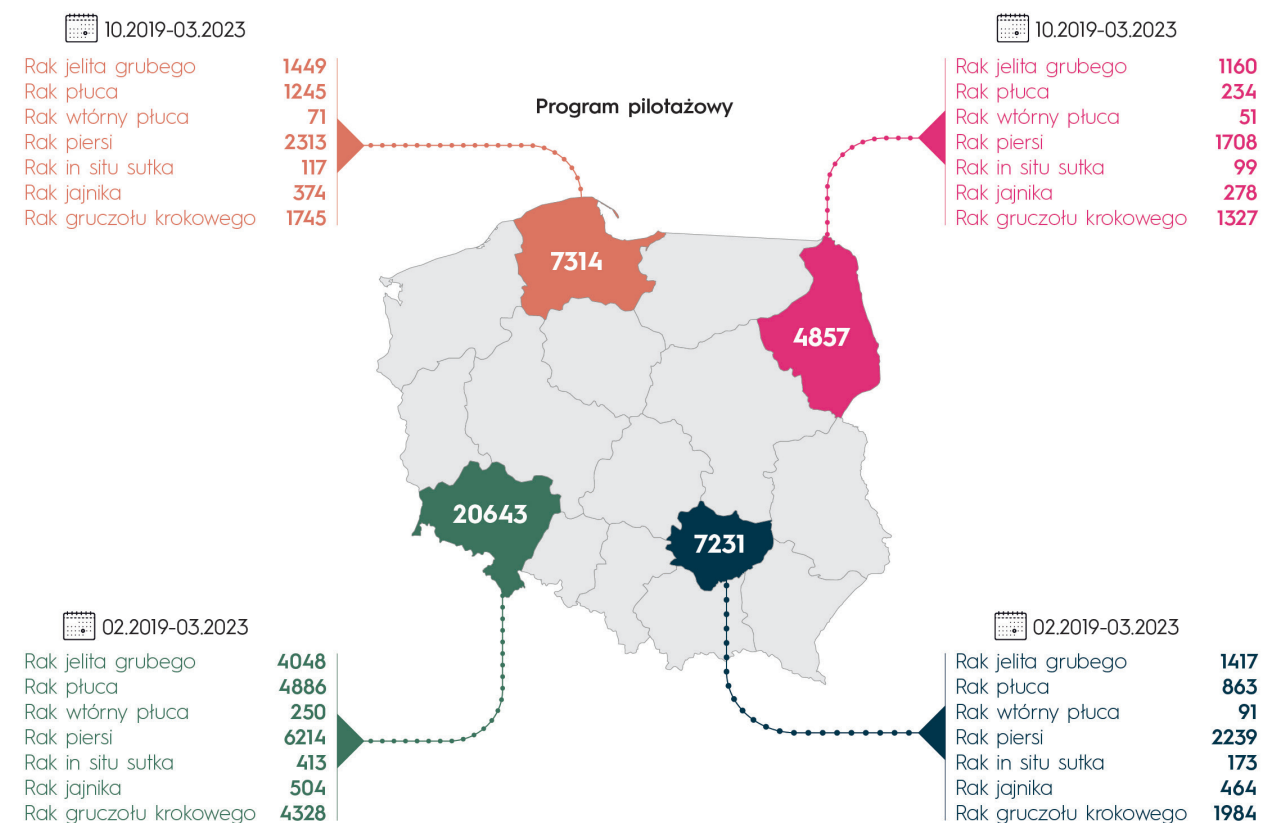 10.2019-03.2023
Rak jelita grubego 1449
Rak płuca 1245
Rak wtórny płuca 71
Rak piersi 2313
Rak in situ sutka 117
Rak jajnika 374
Rak gruczołu krokowego 1745
Program pilotażowy
10.2019-03.2023
Rak jelita grubego 1160
Rak płuca 234
Rak wtórny płuca 51
Rak piersi 1708
Rak in situ sutka 99
Rak jajnika 278
Rak gruczołu krokowego 1327
7314
4857
20643
7231
02.2019-03.2023
Rak jelita grubego 4048
Rak płuca 4886
Rak wtórny płuca 250
Rak piersi 6214
Rak in situ sutka 413
Rak jajnika 504
Rak gruczołu krokowego 4328
02.2019-03.2023
Rak jelita grubego 1417
Rak płuca 863
Rak wtórny płuca 91
Rak piersi 2239
Rak in situ sutka 173
Rak jajnika 464
Rak gruczołu krokowego 1984